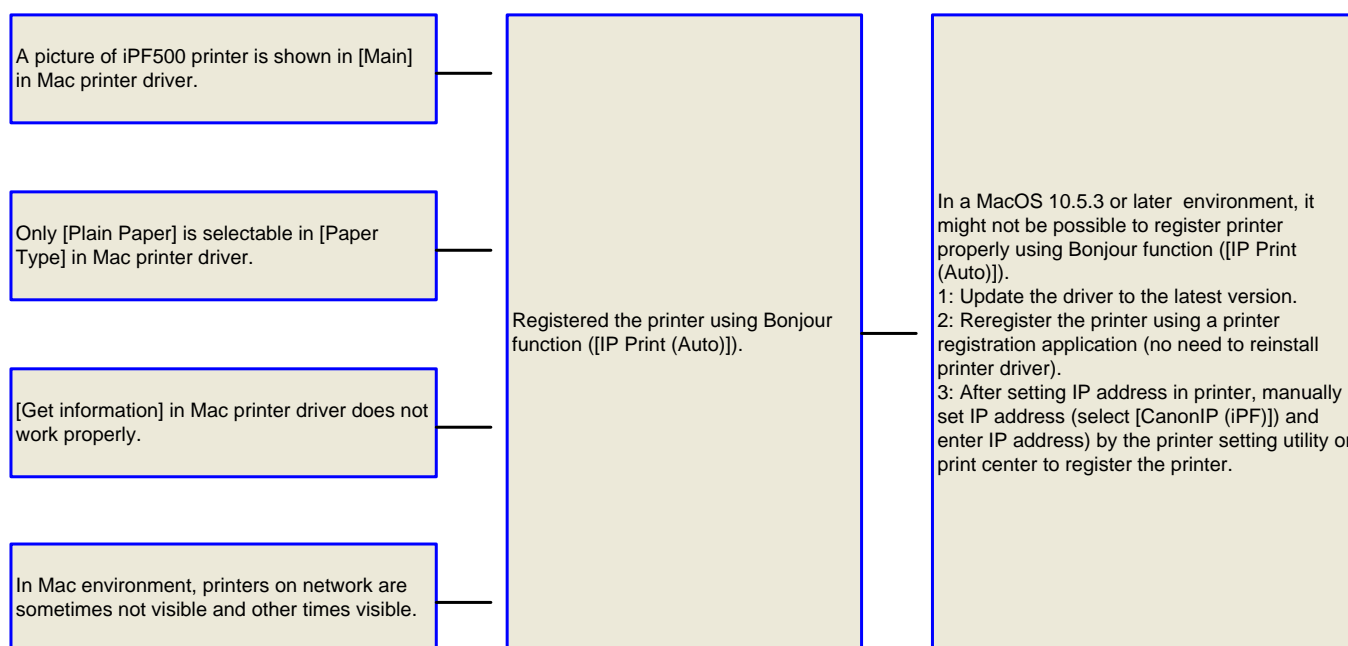 A picture of iPF500 printer is shown in [Main]
in Mac printer driver.
Only [Plain Paper] is selectable in [Paper
Type] in Mac printer driver.
[Get information] in Mac printer driver does not
work properly.
In Mac environment, printers on network are
sometimes not visible and other times visible.
Registered the printer using Bonjour
function ([IP Print (Auto)]).
In a MacOS 10.5.3 or later  environment, it
might not be possible to register printer
properly using Bonjour function ([IP Print
(Auto)]).
1: Update the driver to the latest version.
2: Reregister the printer using a printer
registration application (no need to reinstall
printer driver).
3: After setting IP address in printer, manually
set IP address (select [CanonIP (iPF)]) and
enter IP address) by the printer setting utility or
print center to register the printer.